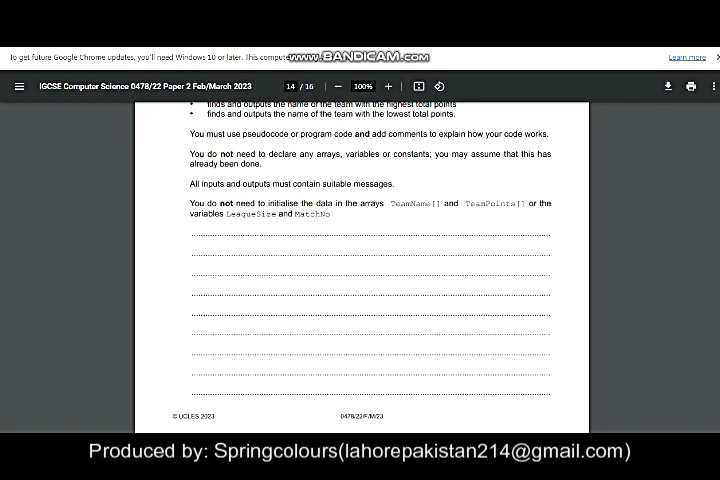 To get future Google Chrome updates, you'll need Windows 10 or later. This compute
www.BANDICAM.com
Learn more
IGCSE Computer Science 0478/22 Paper 2 Feb/March 2023
14 / 16
100%
• finds and outputs the name of the team with the highest total points
• finds and outputs the name of the team with the lowest total points.
You must use pseudocode or program code and add comments to explain how your code works.
You do not need to declare any arrays, variables or constants; you may assume that this has
already been done.
All inputs and outputs must contain suitable messages.
You do not need to initialise the data in the arrays TeamName[] and TeamPoints[] or the
variables LeagueSize and MatchNo
© UCLES 2023
0478/22/F/M/23
Produced by: Springcolours(lahorepakistan214@gmail.com)